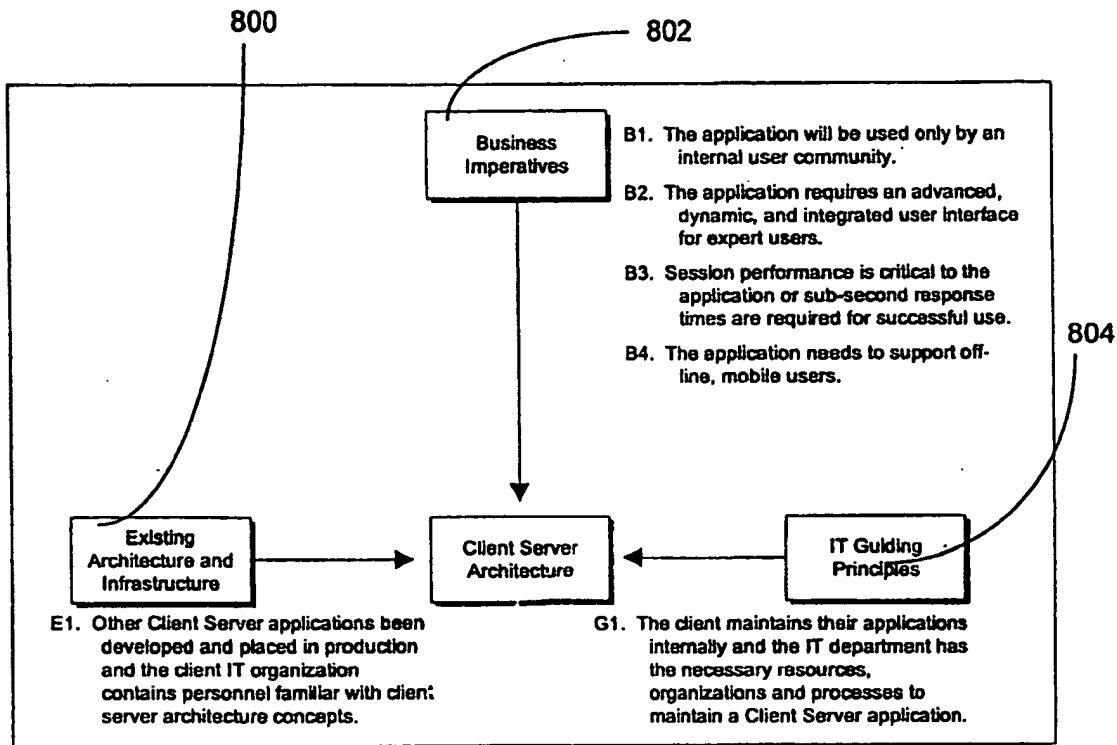 800
802
Business
Imperatives
B1. The application will be used only by an
internal user community.
B2. The application requires an advanced,
dynamic, and integrated user interface
for expert users.
B3. Session performance is critical to the
application or sub-second response
times are required for successful use.
B4. The application needs to support off-
line, mobile users.
804
Existing
Architecture and
Infrastructure
Client Server
Architecture
IT Guiding
Principles
E1. Other Client Server applications been
developed and placed in production
and the client IT organization
contains personnel familiar with client
server architecture concepts.
G1. The client maintains their applications
internally and the IT department has
the necessary resources,
organizations and processes to
maintain a Client Server application.